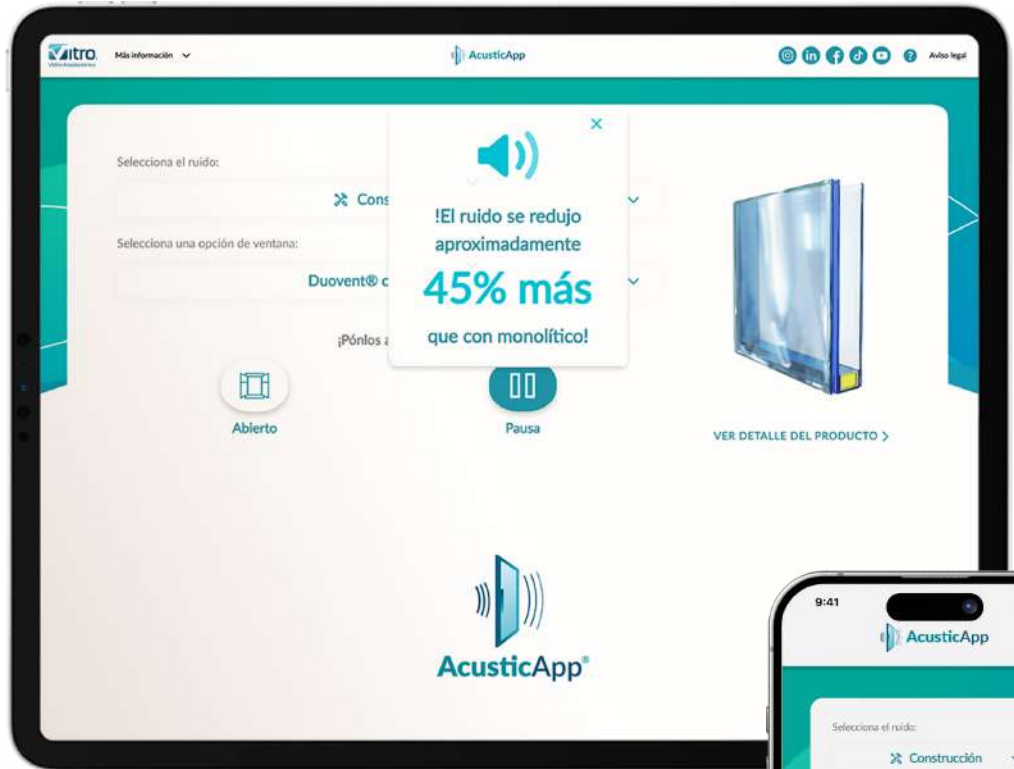 Vitro
Más información
AcusticApp
Aviso legal
Selecciona el ruido:
Cons
Selecciona una opción de ventana:
Duovent® c
¡Pónlos a
!El ruido se redujo
aproximadamente
45% más
que con monolítico!
Abierto
Pausa
VER DETALLE DEL PRODUCTO >
AcusticApp®
9:41
AcusticApp
Selecciona el ruido:
Construcción